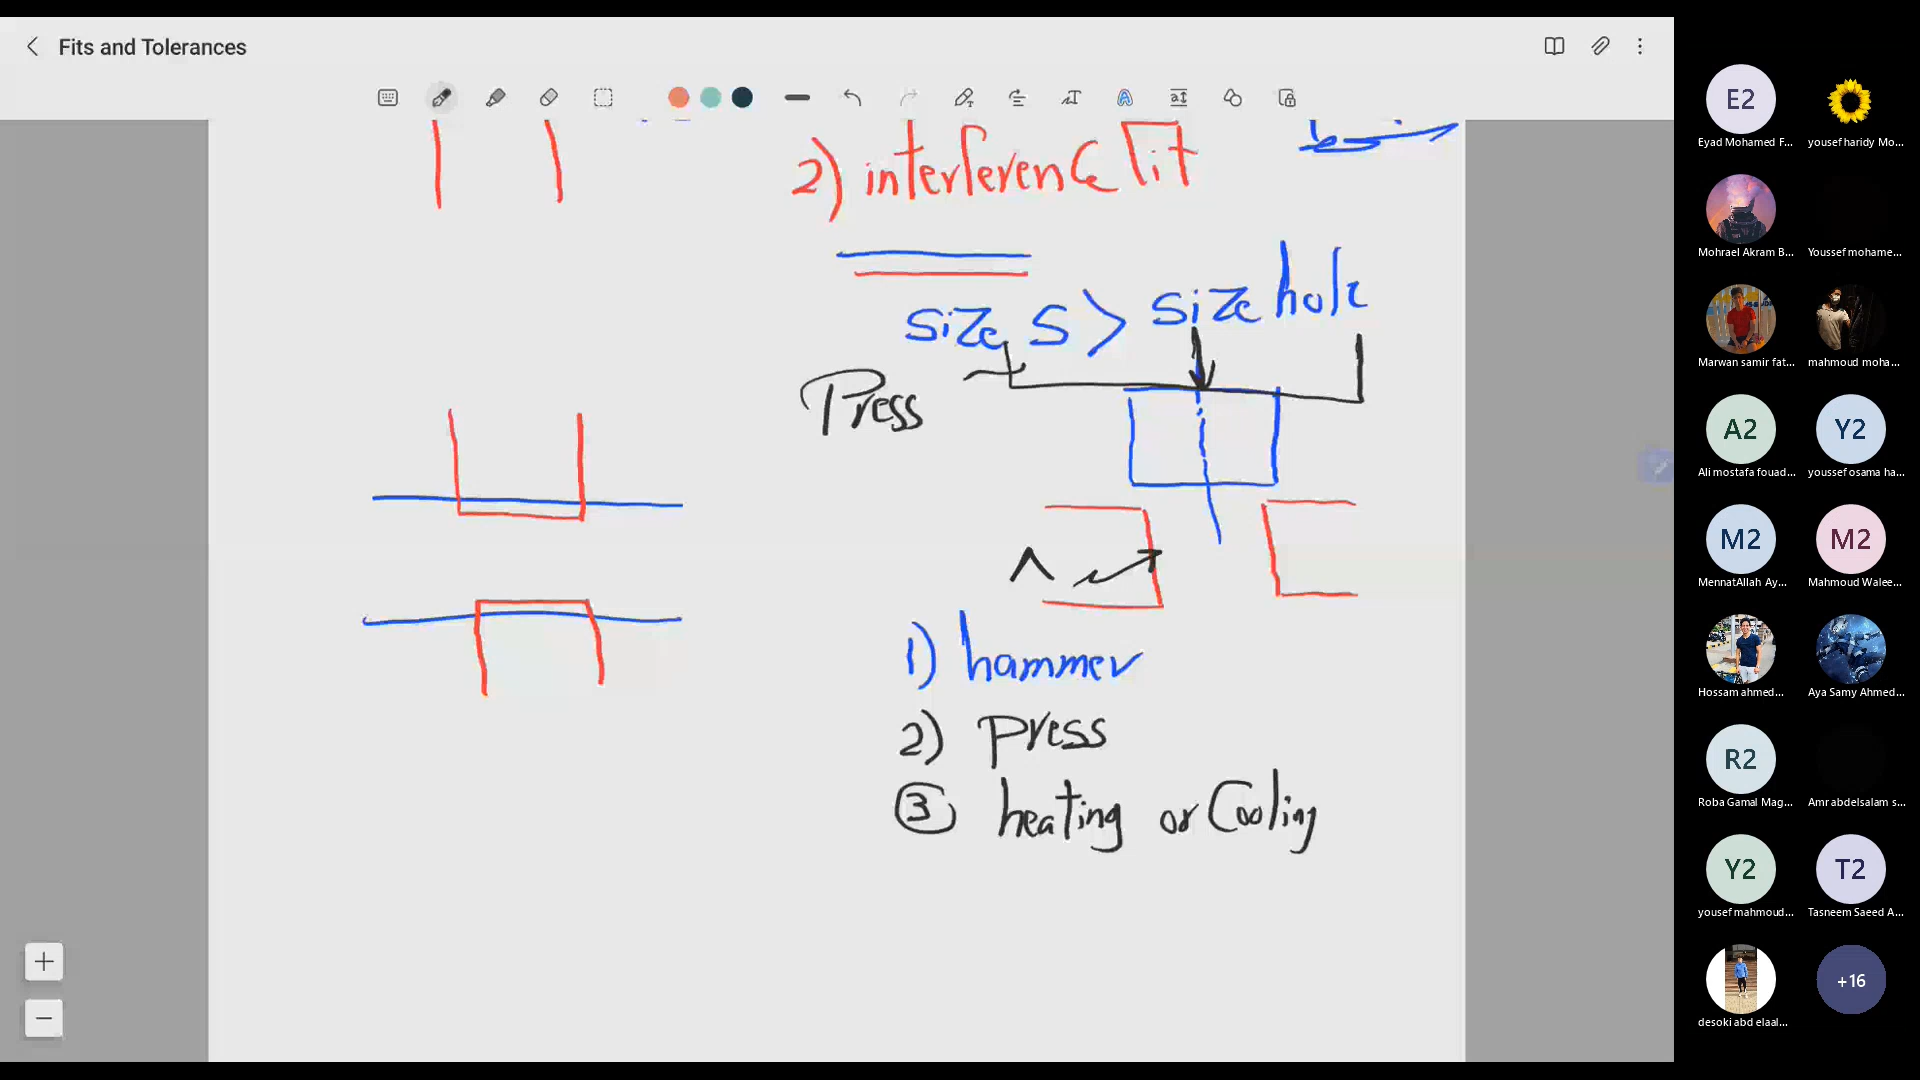 Fits and Tolerances
2) interference fit
size s > size hole
Press
1) hammer
2) Press
3 heating or Cooling
E2
Eyad Mohamed F...
yousef haridy Mo...
Mohrael Akram B...
Youssef mohame...
Marwan samir fat...
mahmoud moha...
A2
Y2
Ali mostafa fouad...
youssef osama ha...
M2
M2
MennatAllah Ay...
Mahmoud Walee...
Hossam ahmed...
Aya Samy Ahmed...
R2
Roba Gamal Mag...
Amr abdelsalam s...
Y2
T2
yousef mahmoud...
Tasneem Saeed A...
+16
desoki abd elaal...